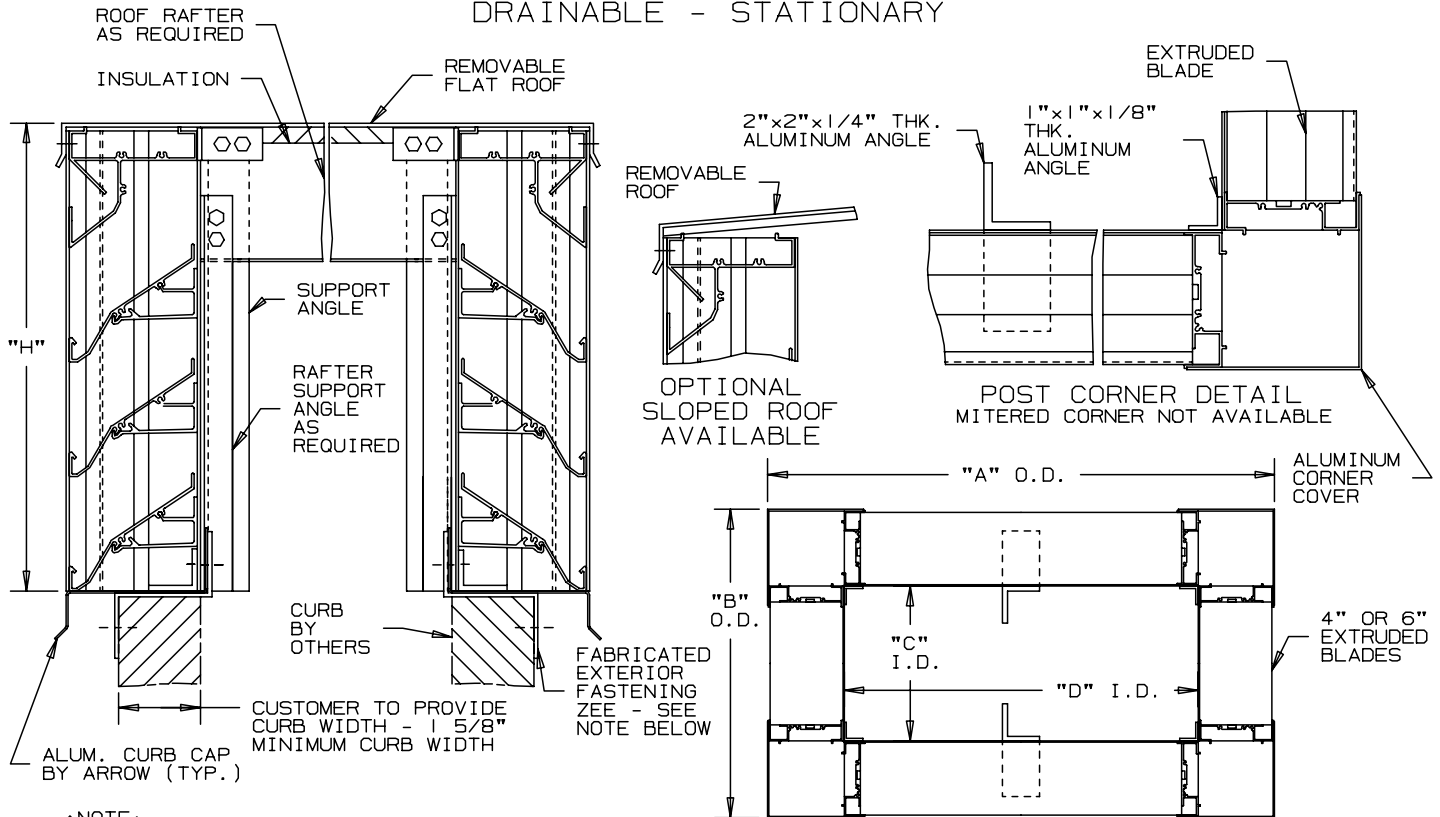 DRAINABLE - STATIONARY
ROOF RAFTER
AS REQUIRED
INSULATION
REMOVABLE
FLAT ROOF
"H"
SUPPORT
ANGLE
RAFTER
SUPPORT
ANGLE
AS
REQUIRED
CURB
BY
OTHERS
FABRICATED
EXTERIOR
FASTENING
ZEE - SEE
NOTE BELOW
CUSTOMER TO PROVIDE
CURB WIDTH - 1 5/8"
MINIMUM CURB WIDTH
ALUM. CURB CAP
BY ARROW (TYP.)
REMOVABLE
ROOF
OPTIONAL
SLOPED ROOF
AVAILABLE
2"x2"x1/4" THK.
ALUMINUM ANGLE
1"x1"x1/8"
THK.
ALUMINUM
ANGLE
EXTRUDED
BLADE
POST CORNER DETAIL
MITERED CORNER NOT AVAILABLE
ALUMINUM
CORNER
COVER
"A" O.D.
"B"
O.D.
"C"
I.D.
"D" I.D.
4" OR 6"
EXTRUDED
BLADES